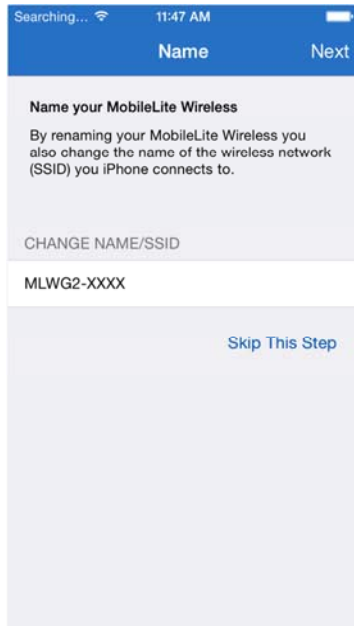 Searching... 11:47 AM
Name Next
Name your MobileLite Wireless
By renaming your MobileLite Wireless you
also change the name of the wireless network
(SSID) you iPhone connects to.
CHANGE NAME/SSID
MLWG2-XXXX
Skip This Step